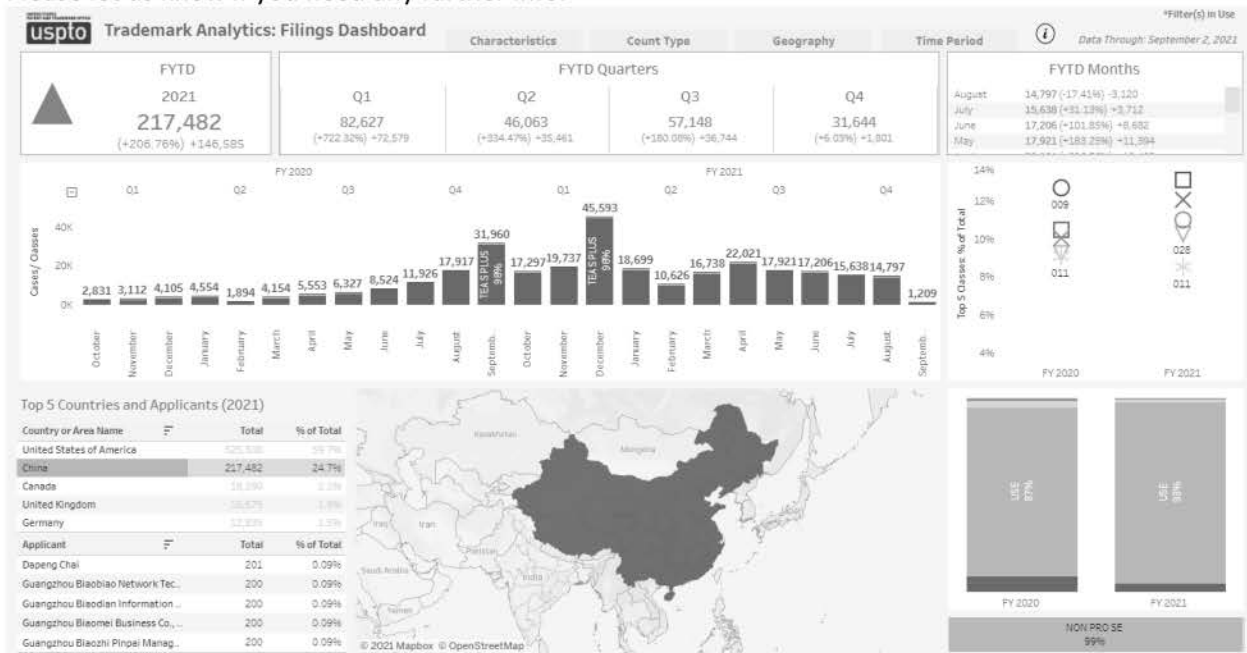 *Filter(s) in Use
uspto Trademark Analytics: Filings Dashboard
Characteristics Count Type Geography Time Period
i Data Through: September 2, 2021
FYTD
2021
217,482
(+206.76%) +146,585
FYTD Quarters
Q1 Q2 Q3 Q4
82,627 46,063 57,148 31,644
(+722.32%) +72,579 (+334.47%) +35,461 (+180.08%) +36,744 (+6.03%) +1,801
FYTD Months
August 14,797 (-17.41%) -3,120
July 15,638 (+31.13%) +3,712
June 17,206 (+101.85%) +8,682
May 17,921 (+183.25%) +11,594
FY 2020 FY 2021
Q1 Q2 Q3 Q4 Q1 Q2 Q3 Q4
Cases/ Classes
40K
20K
0K
2,831 3,112 4,105 4,554 1,894 4,154 5,553 6,327 8,524 11,926 17,917 31,960 17,297 19,737 45,593 18,699 10,626 16,738 22,021 17,921 17,206 15,638 14,797 1,209
TEAS PLUS
98%
TEAS PLUS
98%
October November December January February March April May June July August Septemb.. October November December January February March April May June July August Septemb..
Top 5 Classes: % of Total
14%
12%
10%
8%
6%
4%
009
011
028
011
FY 2020 FY 2021
Top 5 Countries and Applicants (2021)
Country or Area Name Total % of Total
United States of America
China 217,482 24.7%
Canada
United Kingdom
Germany
Applicant Total % of Total
Dapeng Chai 201 0.09%
Guangzhou Biaobiao Network Tec.. 200 0.09%
Guangzhou Biaodian Information .. 200 0.09%
Guangzhou Biaomei Business Co., .. 200 0.09%
Guangzhou Biaozhi Pinpai Manag.. 200 0.09%
Kazakhstan
Mongolia
Iraq
Iran
Pakistan
Saudi Arabia
India
Yemen
© 2021 Mapbox © OpenStreetMap
USE
97%
USE
98%
FY 2020 FY 2021
NON PRO SE
99%